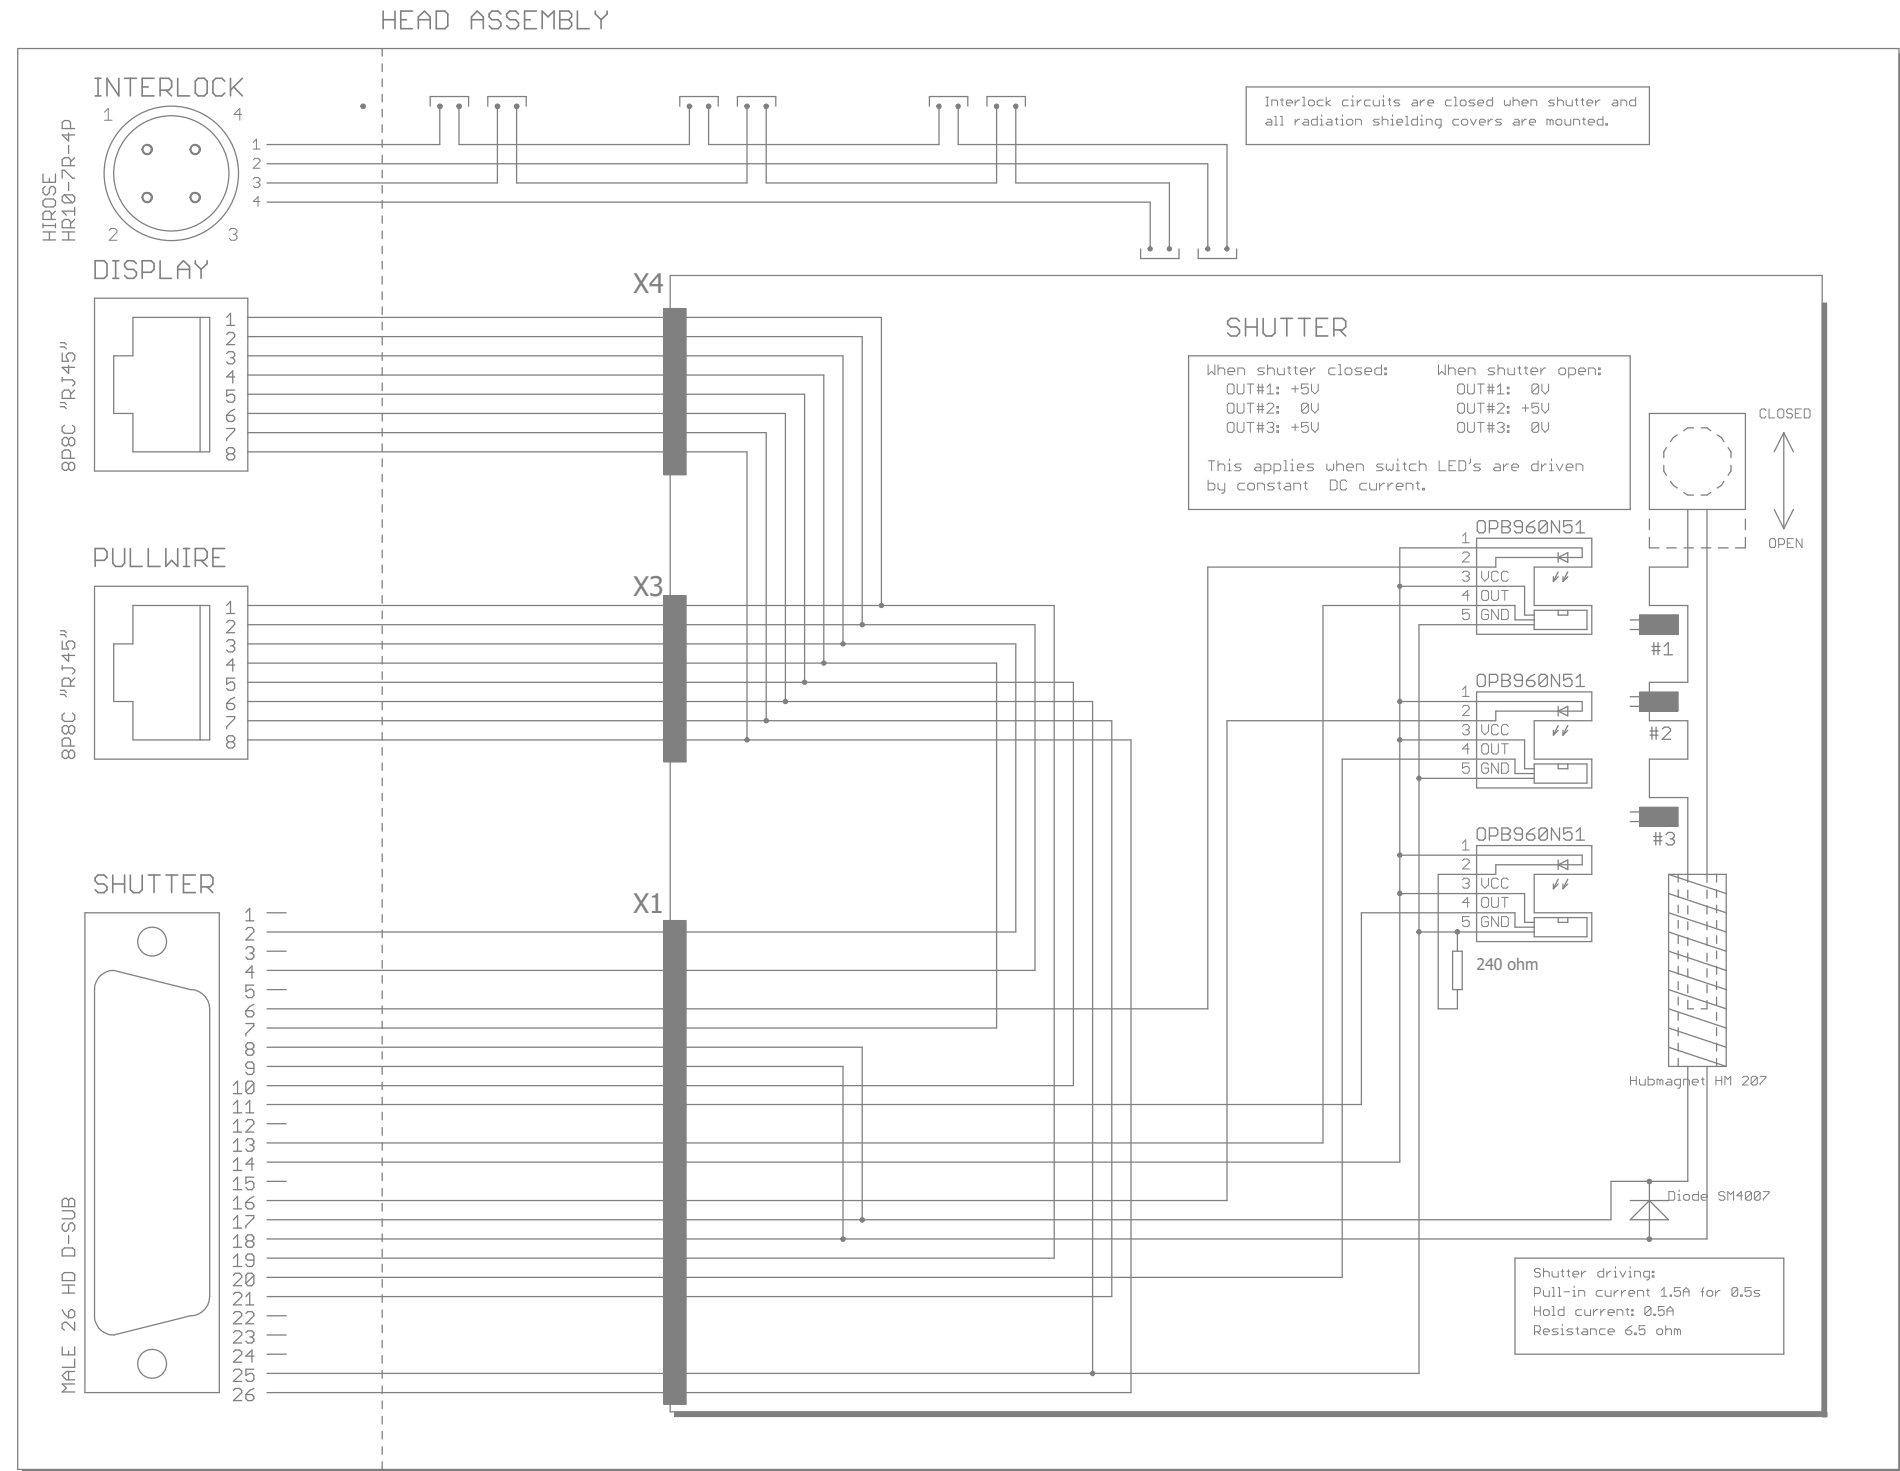 HEAD ASSEMBLY
INTERLOCK
1 4
2 3
HIROSE
HR10-7R-4P
1
2
3
4
Interlock circuits are closed when shutter and
all radiation shielding covers are mounted.
DISPLAY
8P8C "RJ45"
1
2
3
4
5
6
7
8
X4
PULLWIRE
8P8C "RJ45"
1
2
3
4
5
6
7
8
X3
SHUTTER
MALE 26 HD D-SUB
1
2
3
4
5
6
7
8
9
10
11
12
13
14
15
16
17
18
19
20
21
22
23
24
25
26
X1
SHUTTER
When shutter closed:
OUT#1: +5V
OUT#2: 0V
OUT#3: +5V
When shutter open:
OUT#1: 0V
OUT#2: +5V
OUT#3: 0V
This applies when switch LED's are driven
by constant DC current.
CLOSED
OPEN
OPB960N51
1
2
3 VCC
4 OUT
5 GND
#1
OPB960N51
1
2
3 VCC
4 OUT
5 GND
#2
OPB960N51
1
2
3 VCC
4 OUT
5 GND
#3
240 ohm
Hubmagnet HM 207
Diode SM4007
Shutter driving:
Pull-in current 1.5A for 0.5s
Hold current: 0.5A
Resistance 6.5 ohm